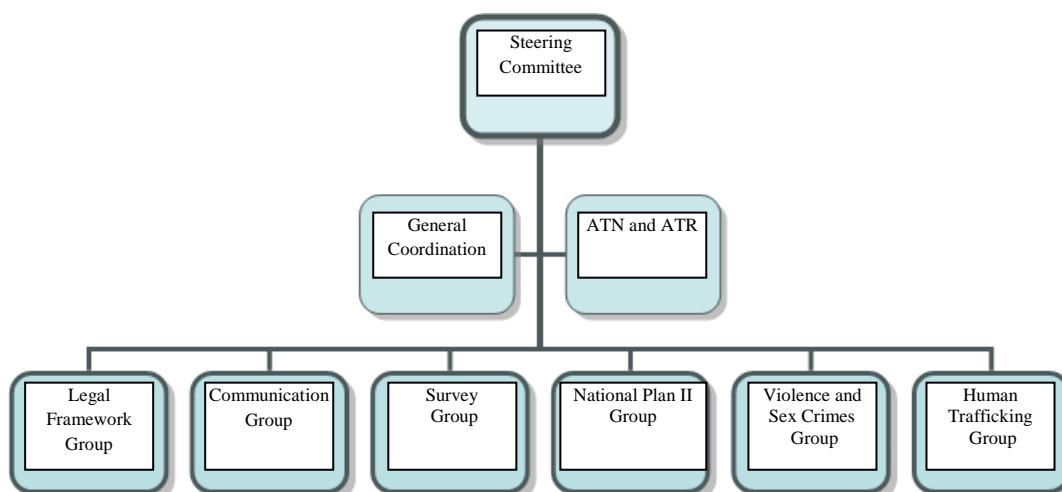 Steering
Committee
General
Coordination
ATN and ATR
Legal
Framework
Group
Communication
Group
Survey
Group
National Plan II
Group
Violence and
Sex Crimes
Group
Human
Trafficking
Group